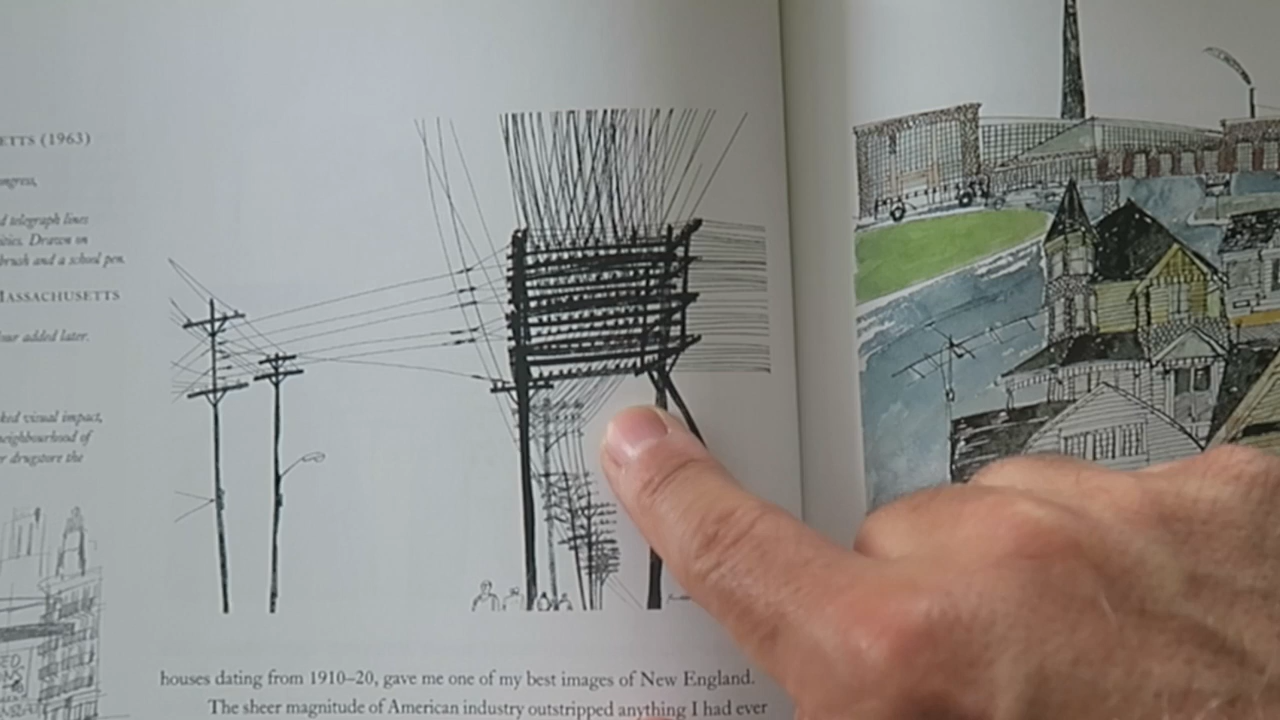 ETTS (1963)
ongress,
d telegraph lines
ities. Drawn on
brush and a school pen.
MASSACHUSETTS
lour added later.
ked visual impact,
neighbourhood of
er drugstore the
houses dating from 1910–20, gave me one of my best images of New England.
The sheer magnitude of American industry outstripped anything I had ever